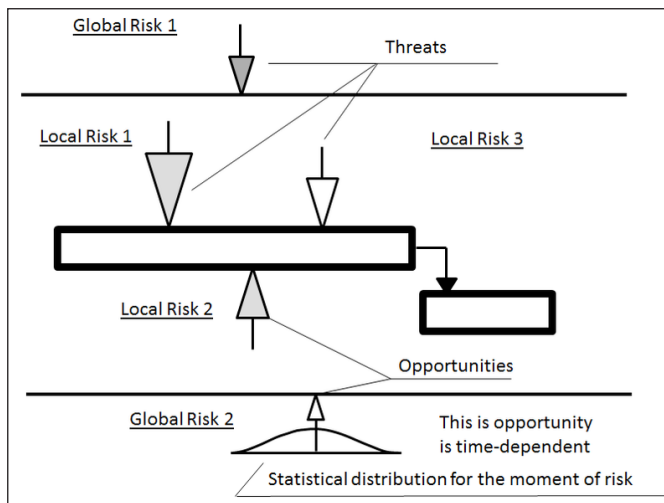 Global Risk 1
Threats
Local Risk 1
Local Risk 3
Local Risk 2
Opportunities
Global Risk 2
This is opportunity
is time-dependent
Statistical distribution for the moment of risk